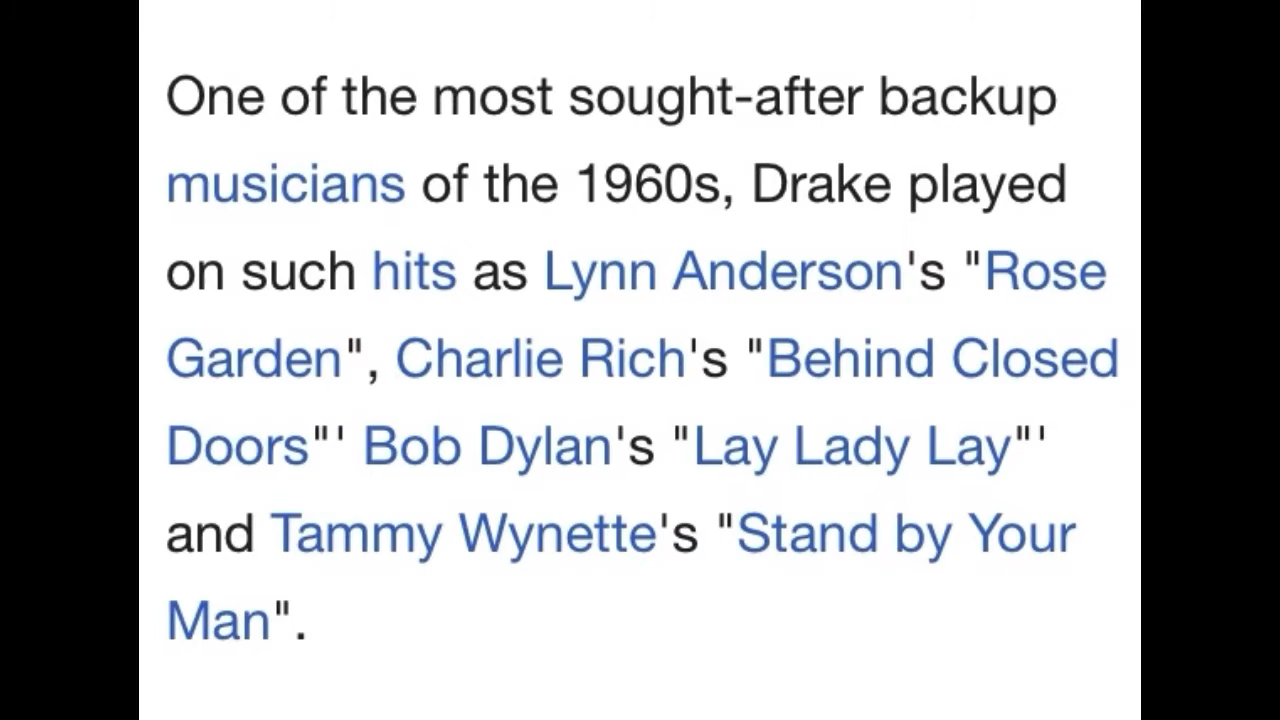 One of the most sought-after backup
musicians of the 1960s, Drake played
on such hits as Lynn Anderson's "Rose
Garden", Charlie Rich's "Behind Closed
Doors"' Bob Dylan's "Lay Lady Lay"'
and Tammy Wynette's "Stand by Your
Man".